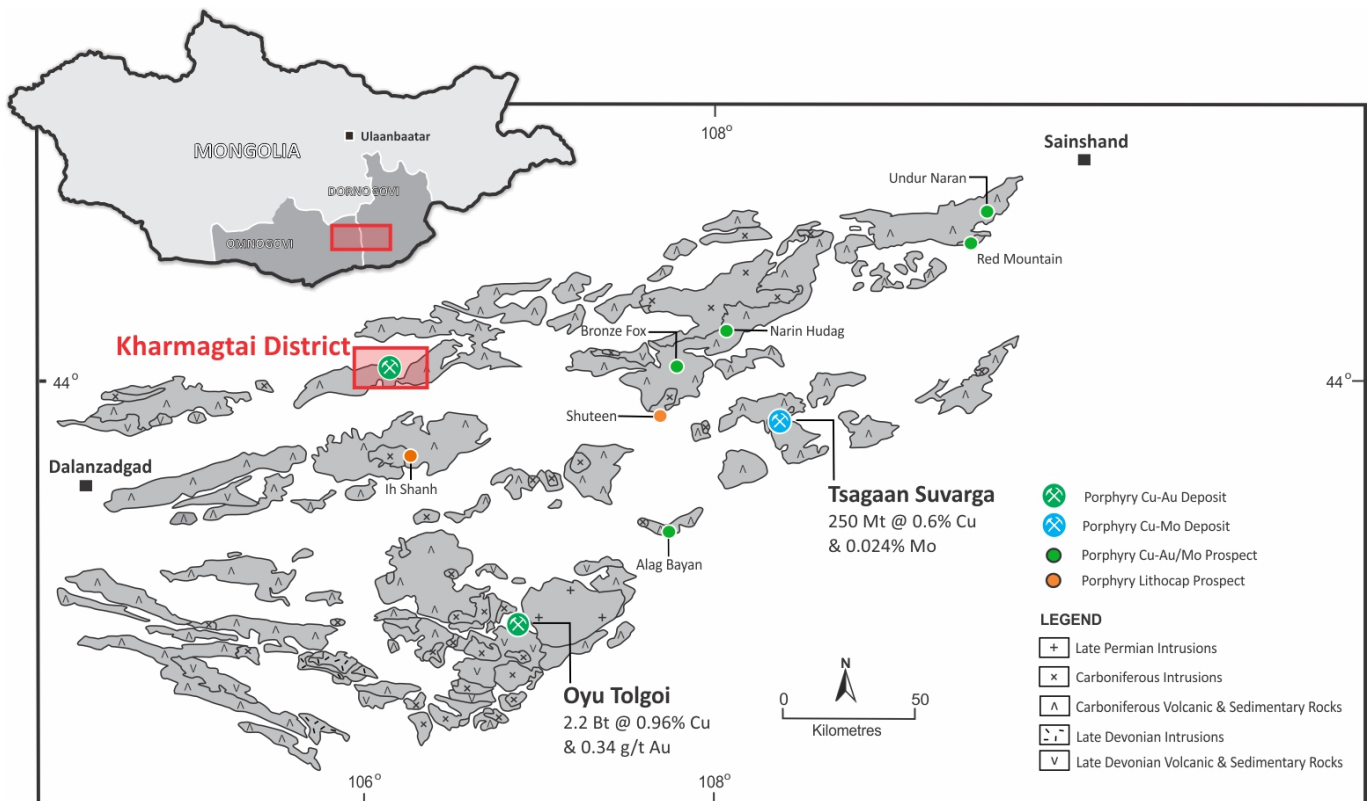 MONGOLIA
Ulaanbaatar
DORNOGOVI
OMNOGOVI
108°
Sainshand
Undur Naran
Red Mountain
Bronze Fox
Narin Hudag
Kharmagtai District
44°
44°
Shuteen
Dalanzadgad
Ih Shanh
Tsagaan Suvarga
250 Mt @ 0.6% Cu
& 0.024% Mo
Alag Bayan
Oyu Tolgoi
2.2 Bt @ 0.96% Cu
& 0.34 g/t Au
N
0 50
Kilometres
Porphyry Cu-Au Deposit
Porphyry Cu-Mo Deposit
Porphyry Cu-Au/Mo Prospect
Porphyry Lithocap Prospect
LEGEND
Late Permian Intrusions
Carboniferous Intrusions
Carboniferous Volcanic & Sedimentary Rocks
Late Devonian Intrusions
Late Devonian Volcanic & Sedimentary Rocks
106°
108°